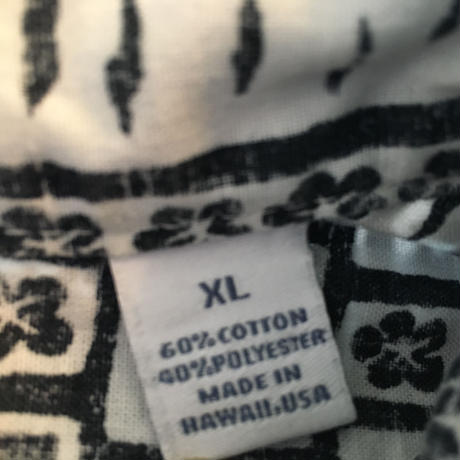 XL
60% COTTON
40% POLYESTER
MADE IN
HAWAII,USA